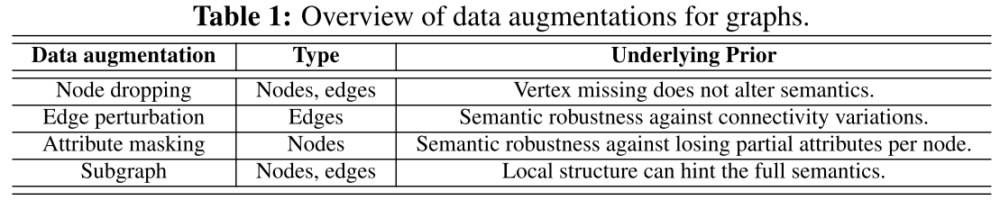 Table 1: Overview of data augmentations for graphs.
Data augmentation Type Underlying Prior
Node dropping Nodes, edges Vertex missing does not alter semantics.
Edge perturbation Edges Semantic robustness against connectivity variations.
Attribute masking Nodes Semantic robustness against losing partial attributes per node.
Subgraph Nodes, edges Local structure can hint the full semantics.